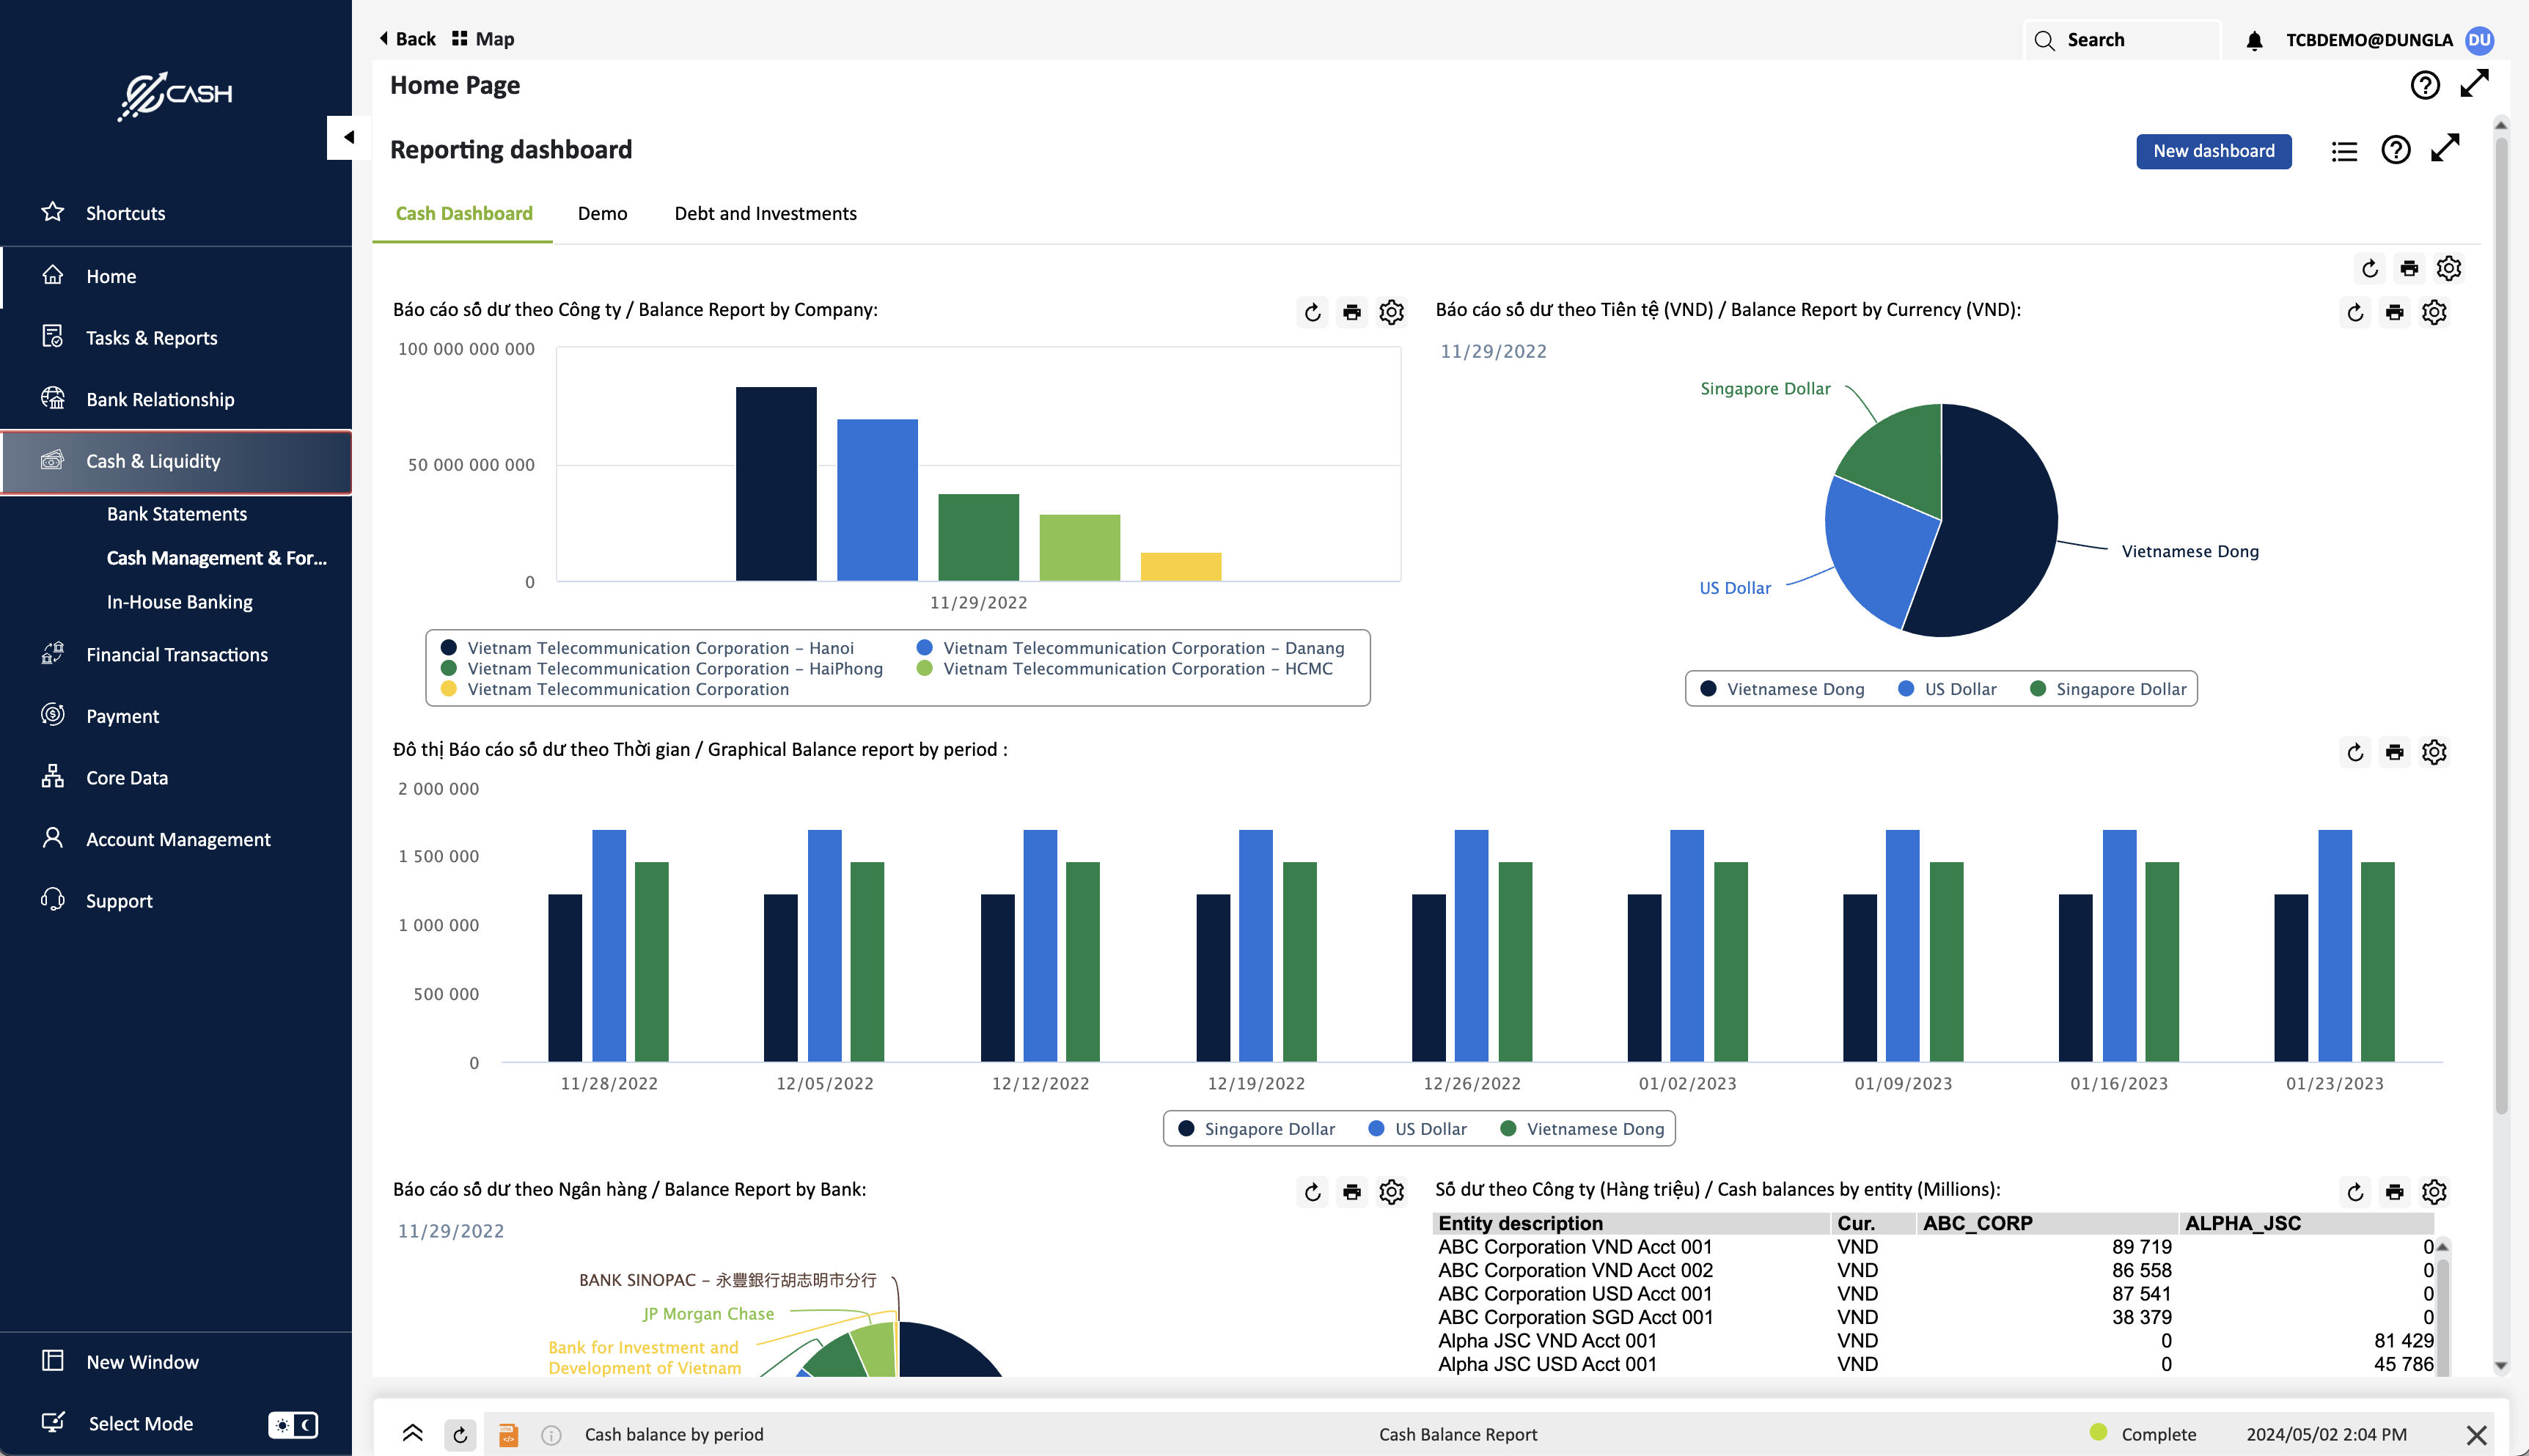 Back Map
Search
TCBDEMO@DUNGLA DU
CASH
Home Page
Reporting dashboard
New dashboard
Shortcuts
Home
Tasks & Reports
Bank Relationship
Cash & Liquidity
Bank Statements
Cash Management & For...
In-House Banking
Financial Transactions
Payment
Core Data
Account Management
Support
New Window
Select Mode
Cash Dashboard Demo Debt and Investments
Báo cáo số dư theo Công ty / Balance Report by Company:
100 000 000 000
50 000 000 000
0
11/29/2022
Vietnam Telecommunication Corporation – Hanoi Vietnam Telecommunication Corporation – Danang
Vietnam Telecommunication Corporation – HaiPhong Vietnam Telecommunication Corporation – HCMC
Vietnam Telecommunication Corporation
Báo cáo số dư theo Tiền tệ (VND) / Balance Report by Currency (VND):
11/29/2022
Singapore Dollar
Vietnamese Dong
US Dollar
Vietnamese Dong US Dollar Singapore Dollar
Đồ thị Báo cáo số dư theo Thời gian / Graphical Balance report by period :
2 000 000
1 500 000
1 000 000
500 000
0
11/28/2022 12/05/2022 12/12/2022 12/19/2022 12/26/2022 01/02/2023 01/09/2023 01/16/2023 01/23/2023
Singapore Dollar US Dollar Vietnamese Dong
Báo cáo số dư theo Ngân hàng / Balance Report by Bank:
11/29/2022
BANK SINOPAC – 永豐銀行胡志明市分行
JP Morgan Chase
Bank for Investment and
Development of Vietnam
Số dư theo Công ty (Hàng triệu) / Cash balances by entity (Millions):
Entity description Cur. ABC_CORP ALPHA_JSC
ABC Corporation VND Acct 001 VND 89 719 0
ABC Corporation VND Acct 002 VND 86 558 0
ABC Corporation USD Acct 001 VND 87 541 0
ABC Corporation SGD Acct 001 VND 38 379 0
Alpha JSC VND Acct 001 VND 0 81 429
Alpha JSC USD Acct 001 VND 0 45 786
Cash balance by period Cash Balance Report Complete 2024/05/02 2:04 PM